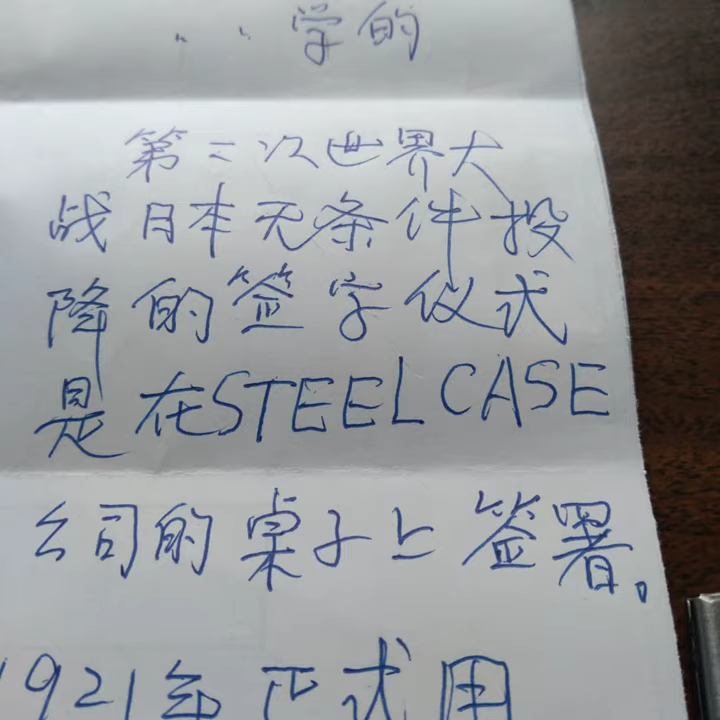 学的
第二次世界大
战日本无条件投
降的签字仪式
是在STEELCASE
公司的桌子上签署。
1921年正式用